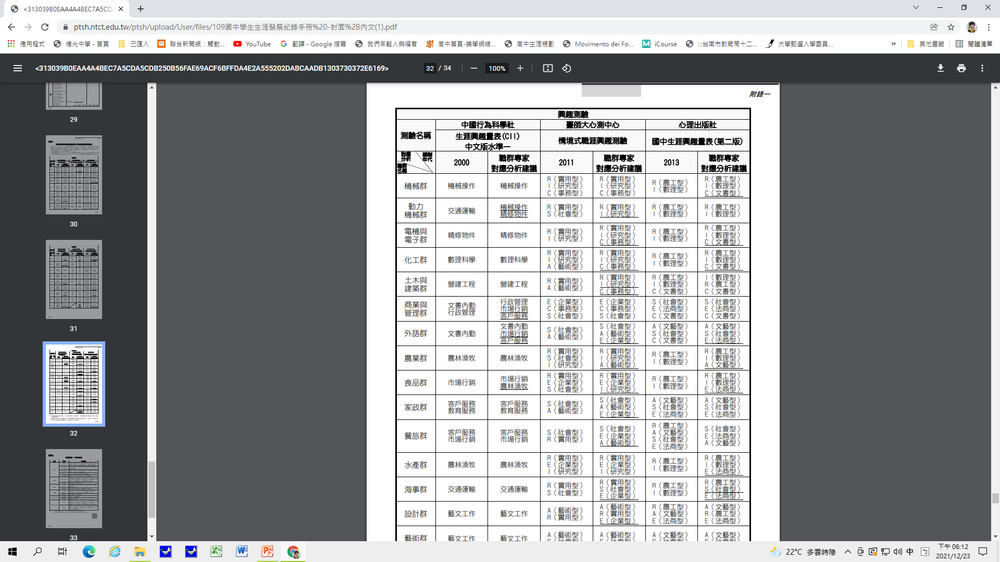 <313039B0EAA4A4BEC7A5CDA
ptsh.ntct.edu.tw/ptsh/upload/User/files/109國中學生生涯發展紀錄手冊%20-封面%2B內文(1).pdf
應用程式 德光中學 - 首頁 已匯入 聯合新聞網：觸動... YouTube 翻譯 - Google 搜尋 我們年輕人與福音 高中首頁-樂學網線... 高中生涯規劃 Movimento dei Fo... iCourse :::台南市教育局十二... 大學甄選入學委員... » 其他書籤 閱讀清單
<313039B0EAA4A4BEC7A5CDA5CDB250B56FAE69ACF6BFFDA4E2A555202DABCAADB1303730372E6169> 32 / 34 100%
29
30
31
32
33
附錄一
興趣測驗
測驗名稱 中國行為科學社 臺師大心測中心 心理出版社
生涯興趣量表(CII)
中文版水準一 情境式職涯興趣測驗 國中生涯興趣量表(第二版)
對應
分析 編制
年代
職群
名稱
2000 職群專家
對應分析建議 2011 職群專家
對應分析建議 2013 職群專家
對應分析建議
機械群 機械操作 機械操作 R（實用型） R（實用型） R（農工型） R（農工型）
I（研究型） I（研究型） I（數理型） I（數理型）
C（事務型） C（事務型） C（文書型）
動力
機械群 交通運輸 機械操作 R（實用型） R（實用型） R（農工型） R（農工型）
精修物件 S（社會型） I（研究型） I（數理型） I（數理型）
電機與
電子群 精修物件 精修物件 R（實用型） R（實用型） R（農工型） R（農工型）
I（研究型） I（研究型） I（數理型） I（數理型）
C（事務型） C（文書型）
化工群 數理科學 數理科學 R（實用型） R（實用型） R（農工型） R（農工型）
I（研究型） I（研究型） I（數理型） I（數理型）
A（藝術型） C（事務型） C（文書型）
土木與
建築群 營建工程 營建工程 R（實用型） R（實用型） R（農工型） I（數理型）
A（藝術型） I（研究型） I（數理型） R（農工型）
C（事務型） C（文書型） C（文書型）
商業與
管理群 文書內勤 行政管理 E（企業型） E（企業型） S（社會型） S（社會型）
行政管理 市場行銷 C（事務型） C（事務型） E（法商型） E（法商型）
客戶服務 S（社會型） S（社會型） C（文書型） C（文書型）
外語群 文書內勤 文書內勤 S（社會型） S（社會型） A（文藝型） A（文藝型）
市場行銷 A（藝術型） A（藝術型） S（社會型） S（社會型）
客戶服務 E（企業型） C（文書型） E（法商型）
農業群 農林漁牧 農林漁牧 R（實用型） R（實用型） R（農工型） R（農工型）
S（社會型） I（研究型） I（數理型） I（數理型）
I（研究型） A（藝術型） A（文藝型）
食品群 市場行銷 市場行銷 R（實用型） R（實用型） R（農工型） R（農工型）
農林漁牧 E（企業型） E（企業型） I（數理型） I（數理型）
S（社會型） I（研究型） E（法商型）
家政群 客戶服務 客戶服務 S（社會型） S（社會型） A（文藝型） A（文藝型）
教育服務 教育服務 A（藝術型） A（藝術型） S（社會型） S（社會型）
E（企業型） E（法商型） E（法商型）
餐旅群 客戶服務 客戶服務 S（社會型） S（社會型） R（農工型） S（社會型）
市場行銷 市場行銷 R（實用型） E（企業型） A（文藝型） E（法商型）
A（藝術型） S（社會型） A（文藝型）
E（法商型）
水產群 農林漁牧 農林漁牧 R（實用型） R（實用型） R（農工型） R（農工型）
E（企業型） E（企業型） I（數理型） I（數理型）
I（研究型） I（研究型） E（法商型）
海事群 交通運輸 交通運輸 R（實用型） R（實用型） R（農工型） R（農工型）
S（社會型） S（社會型） I（數理型） S（社會型）
E（企業型） E（法商型）
設計群 藝文工作 藝文工作 A（藝術型） A（藝術型） R（農工型） A（文藝型）
R（實用型） R（實用型） A（文藝型） R（農工型）
E（企業型） E（法商型） E（法商型）
藝術群 藝文工作 藝文工作 A（藝術型） A（藝術型） A（文藝型） A（文藝型）
22°C 多雲時陰 中 下午 06:12
2021/12/23